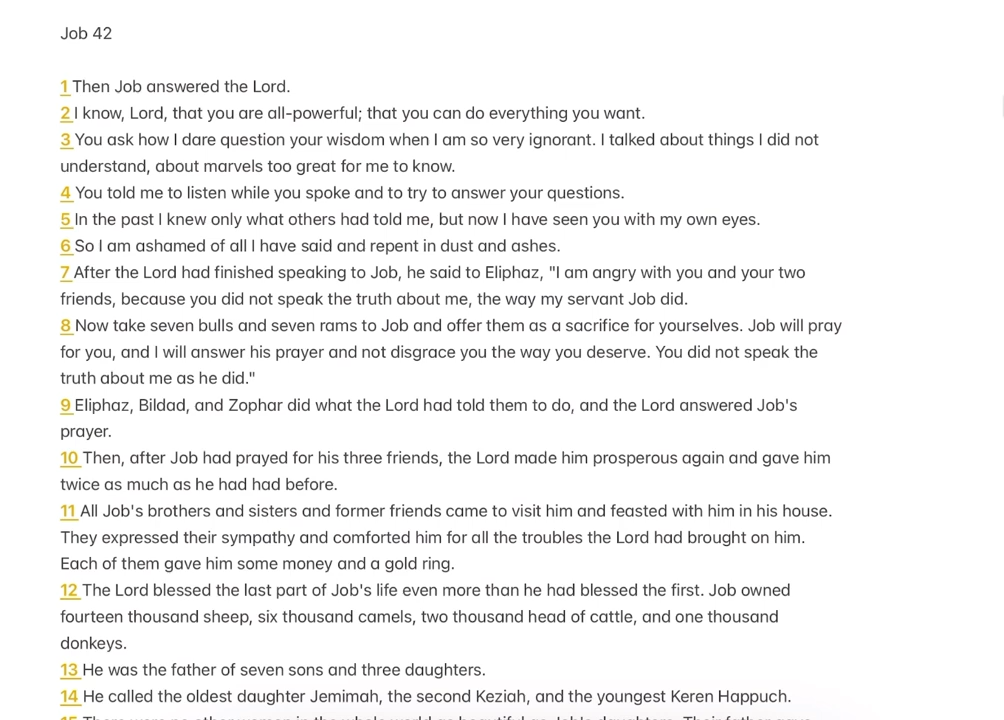 Job 42
1 Then Job answered the Lord.
2 I know, Lord, that you are all-powerful; that you can do everything you want.
3 You ask how I dare question your wisdom when I am so very ignorant. I talked about things I did not
understand, about marvels too great for me to know.
4 You told me to listen while you spoke and to try to answer your questions.
5 In the past I knew only what others had told me, but now I have seen you with my own eyes.
6 So I am ashamed of all I have said and repent in dust and ashes.
7 After the Lord had finished speaking to Job, he said to Eliphaz, "I am angry with you and your two
friends, because you did not speak the truth about me, the way my servant Job did.
8 Now take seven bulls and seven rams to Job and offer them as a sacrifice for yourselves. Job will pray
for you, and I will answer his prayer and not disgrace you the way you deserve. You did not speak the
truth about me as he did."
9 Eliphaz, Bildad, and Zophar did what the Lord had told them to do, and the Lord answered Job's
prayer.
10 Then, after Job had prayed for his three friends, the Lord made him prosperous again and gave him
twice as much as he had had before.
11 All Job's brothers and sisters and former friends came to visit him and feasted with him in his house.
They expressed their sympathy and comforted him for all the troubles the Lord had brought on him.
Each of them gave him some money and a gold ring.
12 The Lord blessed the last part of Job's life even more than he had blessed the first. Job owned
fourteen thousand sheep, six thousand camels, two thousand head of cattle, and one thousand
donkeys.
13 He was the father of seven sons and three daughters.
14 He called the oldest daughter Jemimah, the second Keziah, and the youngest Keren Happuch.